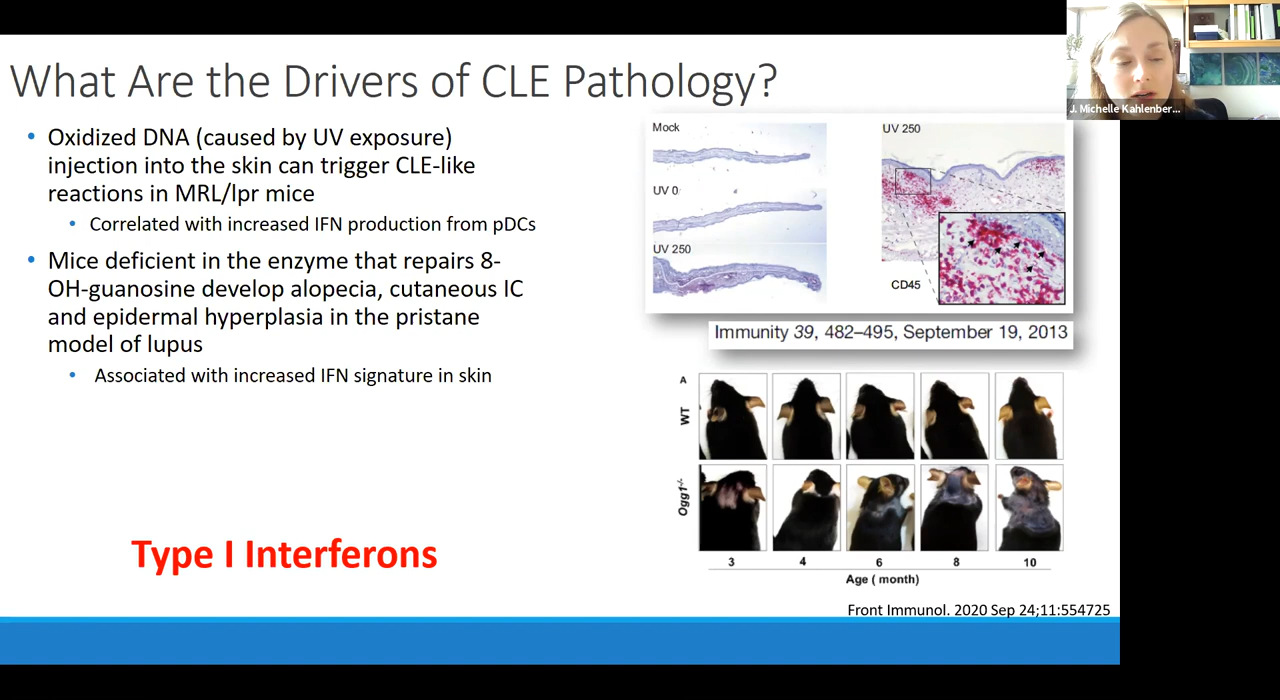 What Are the Drivers of CLE Pathology?
J. Michelle Kahlenber...
• Oxidized DNA (caused by UV exposure)
injection into the skin can trigger CLE-like
reactions in MRL/lpr mice
• Correlated with increased IFN production from pDCs
• Mice deficient in the enzyme that repairs 8-
OH-guanosine develop alopecia, cutaneous IC
and epidermal hyperplasia in the pristane
model of lupus
• Associated with increased IFN signature in skin
Type I Interferons
Mock
UV 0
UV 250
UV 250
CD45
Immunity 39, 482–495, September 19, 2013
A
WT
Ogg1-/-
3 4 6 8 10
Age ( month)
Front Immunol. 2020 Sep 24;11:554725